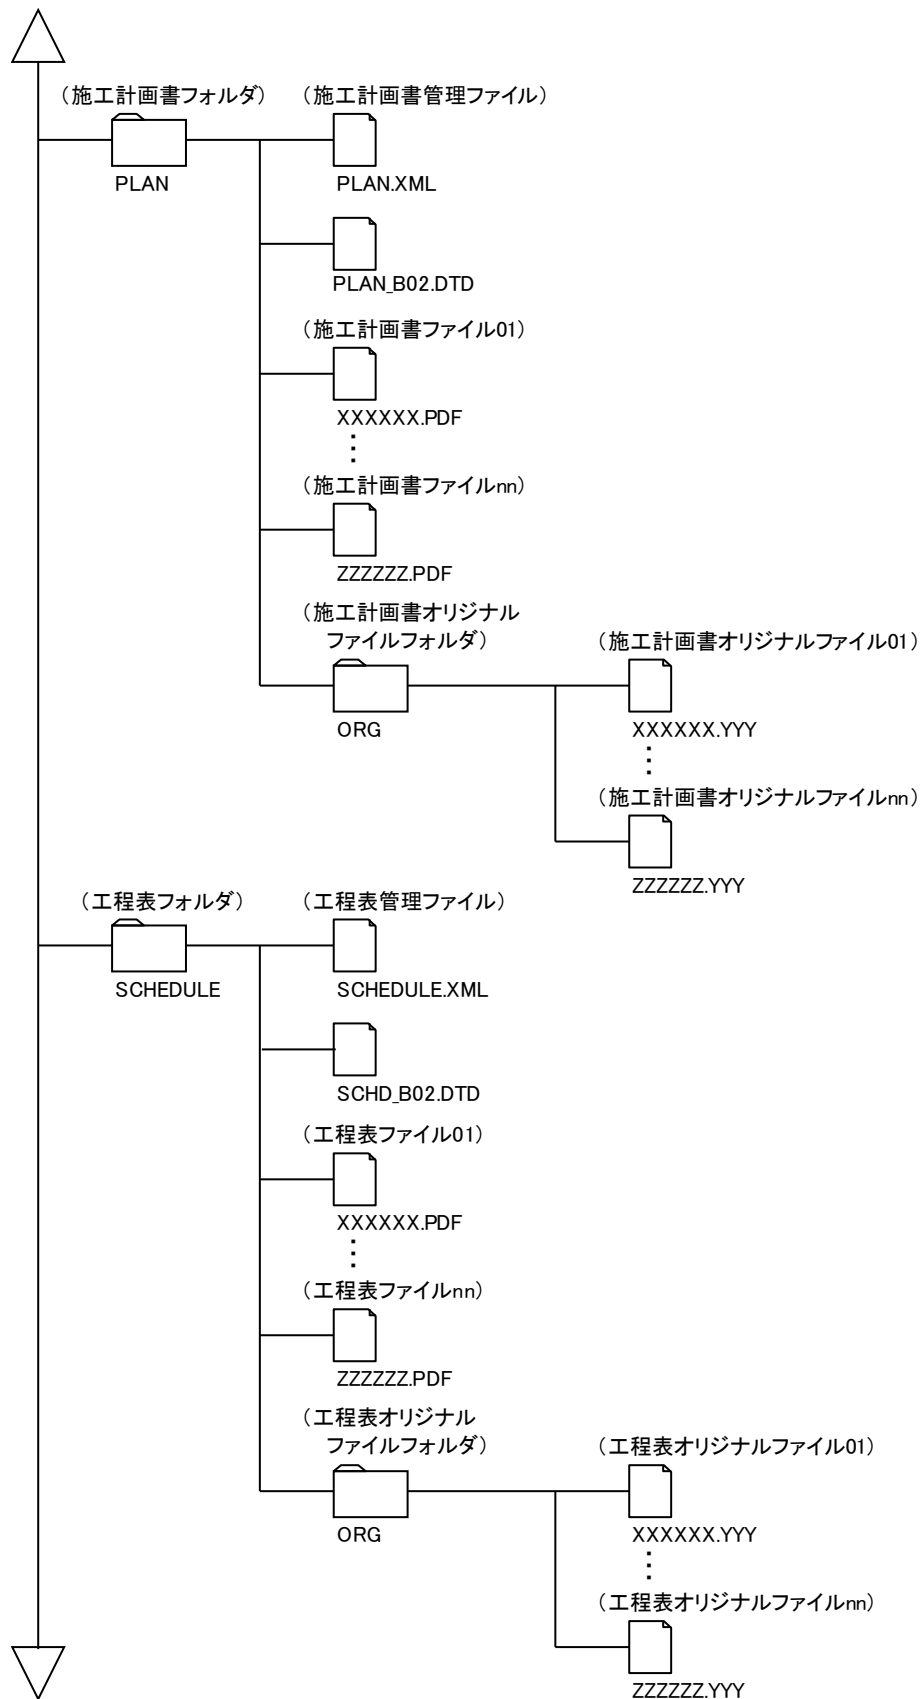 （施工計画書フォルダ）
（施工計画書管理ファイル）
PLAN
PLAN.XML
PLAN_B02.DTD
（施工計画書ファイル01）
XXXXXX.PDF
（施工計画書ファイルnn）
ZZZZZZ.PDF
（施工計画書オリジナル
ファイルフォルダ）
ORG
（施工計画書オリジナルファイル01）
XXXXXX.YYY
（施工計画書オリジナルファイルnn）
ZZZZZZ.YYY
（工程表フォルダ）
（工程表管理ファイル）
SCHEDULE
SCHEDULE.XML
SCHD_B02.DTD
（工程表ファイル01）
XXXXXX.PDF
（工程表ファイルnn）
ZZZZZZ.PDF
（工程表オリジナル
ファイルフォルダ）
ORG
（工程表オリジナルファイル01）
XXXXXX.YYY
（工程表オリジナルファイルnn）
ZZZZZZ.YYY